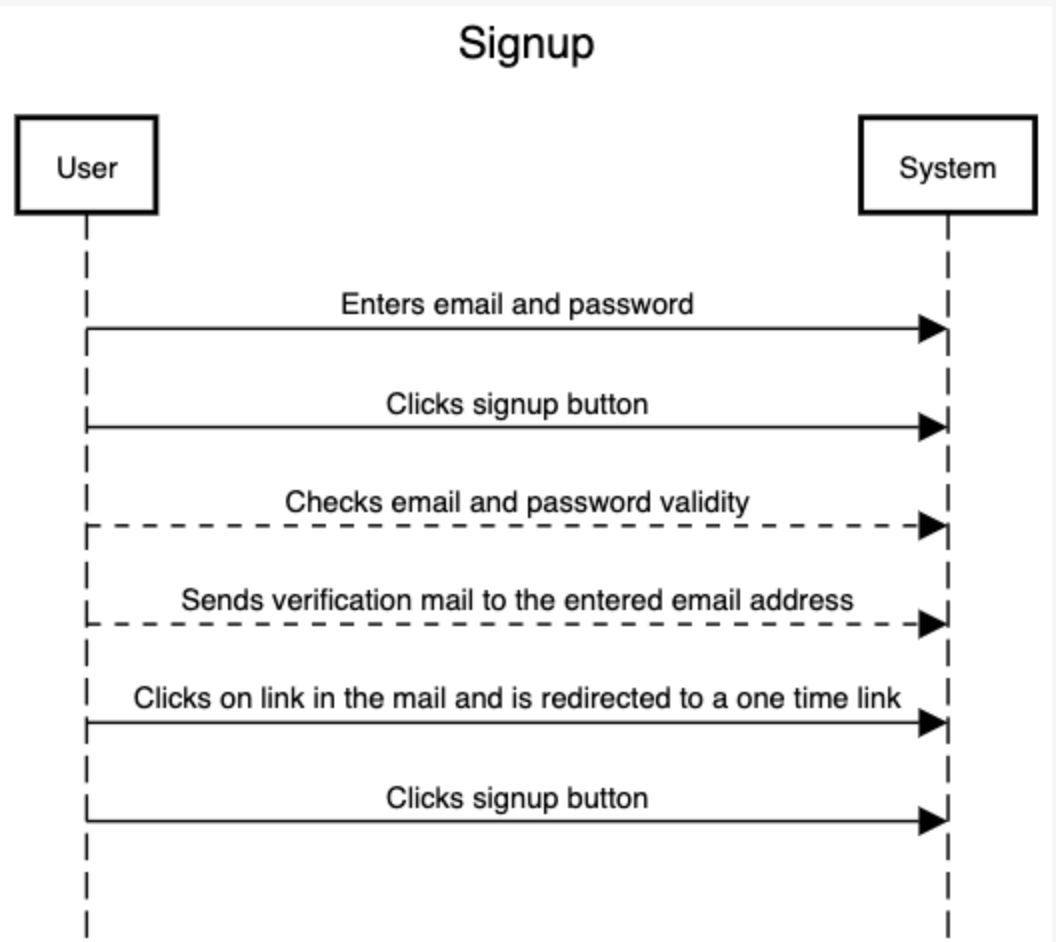 Signup
User
System
Enters email and password
Clicks signup button
Checks email and password validity
Sends verification mail to the entered email address
Clicks on link in the mail and is redirected to a one time link
Clicks signup button